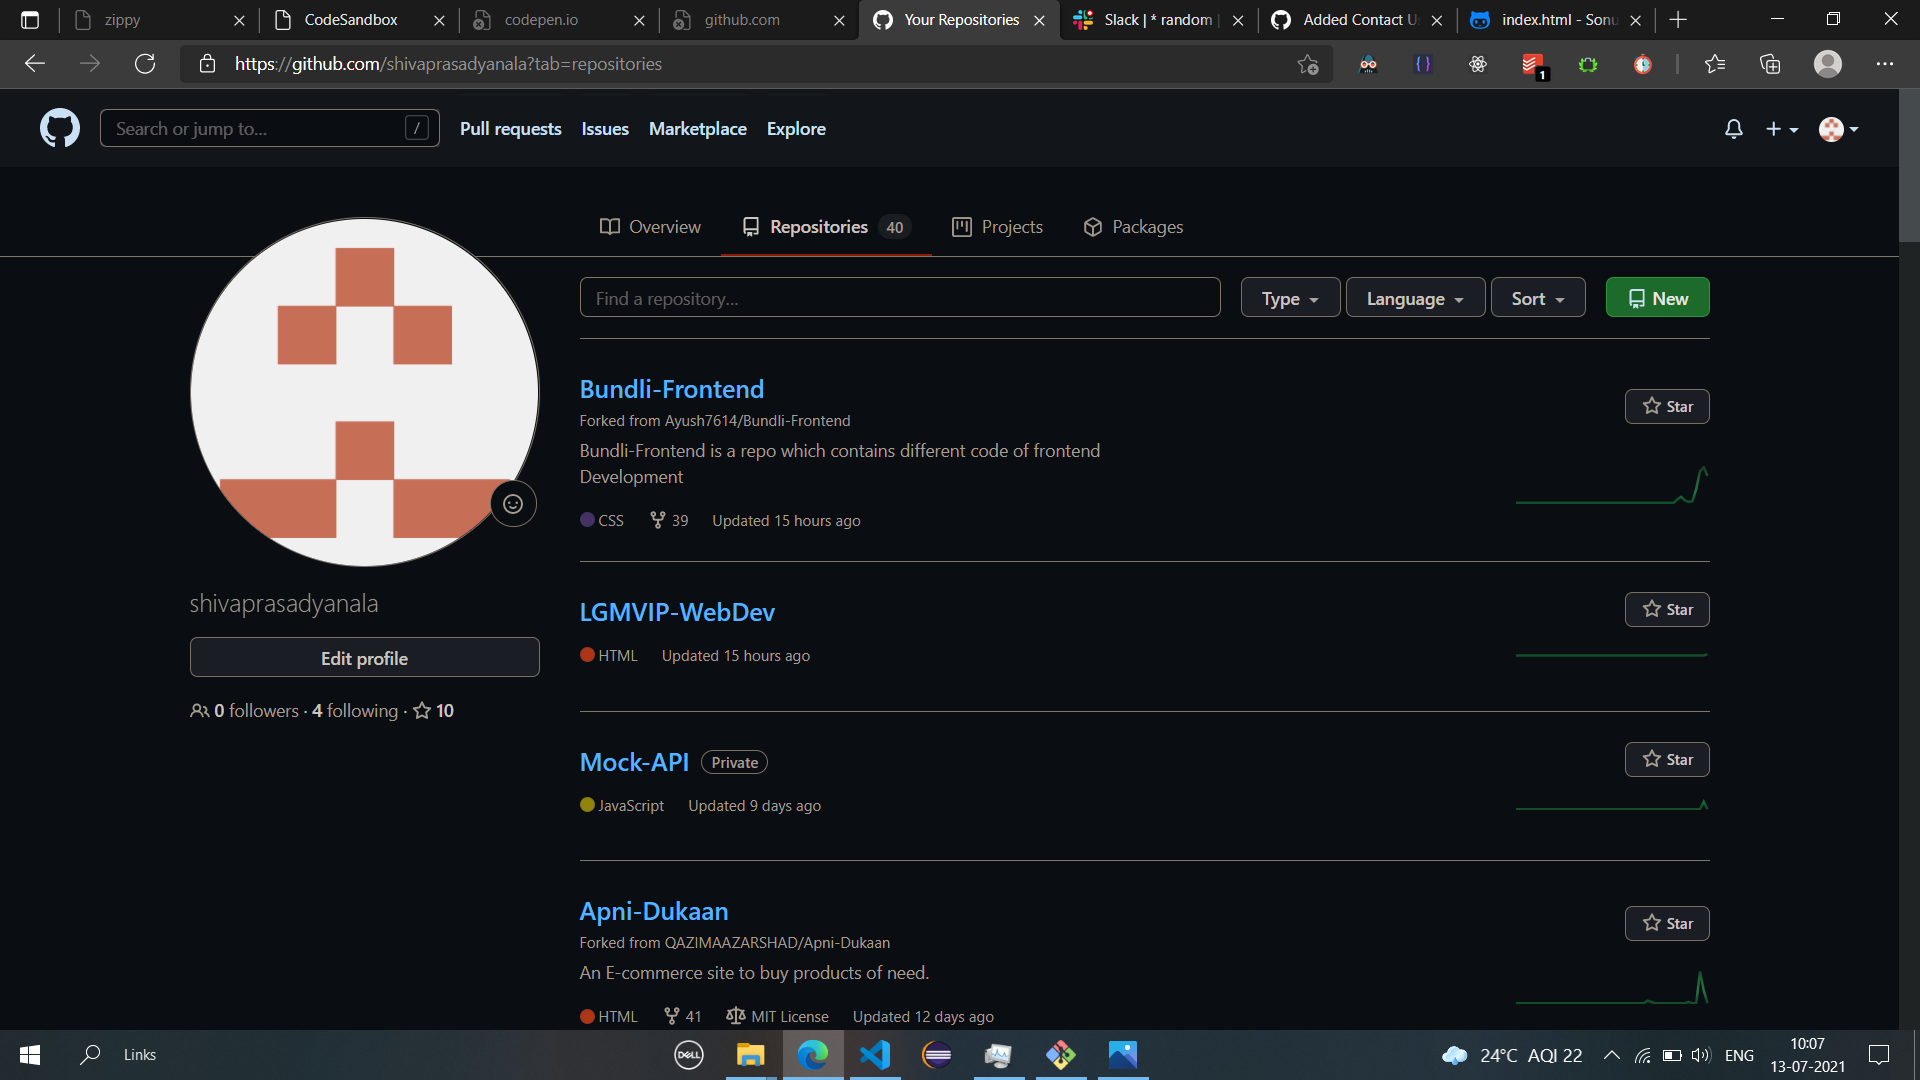 zippy
CodeSandbox
codepen.io
github.com
Your Repositories
Slack | * random |
Added Contact U
index.html - Sonu
https://github.com/shivaprasadyanala?tab=repositories
1
Search or jump to...
/
Pull requests
Issues
Marketplace
Explore
Overview
Repositories 40
Projects
Packages
Find a repository...
Type
Language
Sort
New
Bundli-Frontend
Star
Forked from Ayush7614/Bundli-Frontend
Bundli-Frontend is a repo which contains different code of frontend
Development
CSS 39 Updated 15 hours ago
shivaprasadyanala
Edit profile
0 followers · 4 following · 10
LGMVIP-WebDev
Star
HTML Updated 15 hours ago
Mock-API Private
Star
JavaScript Updated 9 days ago
Apni-Dukaan
Star
Forked from QAZIMAAZARSHAD/Apni-Dukaan
An E-commerce site to buy products of need.
HTML 41 MIT License Updated 12 days ago
Links
DELL
24°C AQI 22
ENG
10:07
13-07-2021